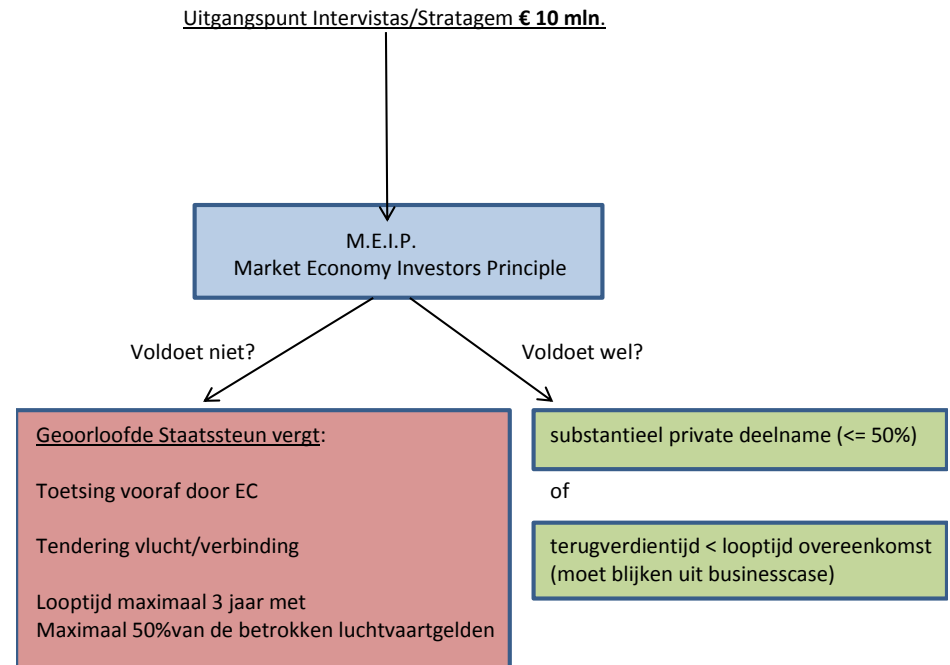 Uitgangspunt Intervistas/Stratagem € 10 mln.
M.E.I.P.
Market Economy Investors Principle
Voldoet niet?
Voldoet wel?
Geoorloofde Staatssteun vergt:
Toetsing vooraf door EC
Tendering vlucht/verbinding
Looptijd maximaal 3 jaar met
Maximaal 50%van de betrokken luchtvaartgelden
substantieel private deelname (<= 50%)
of
terugverdientijd < looptijd overeenkomst
(moet blijken uit businesscase)